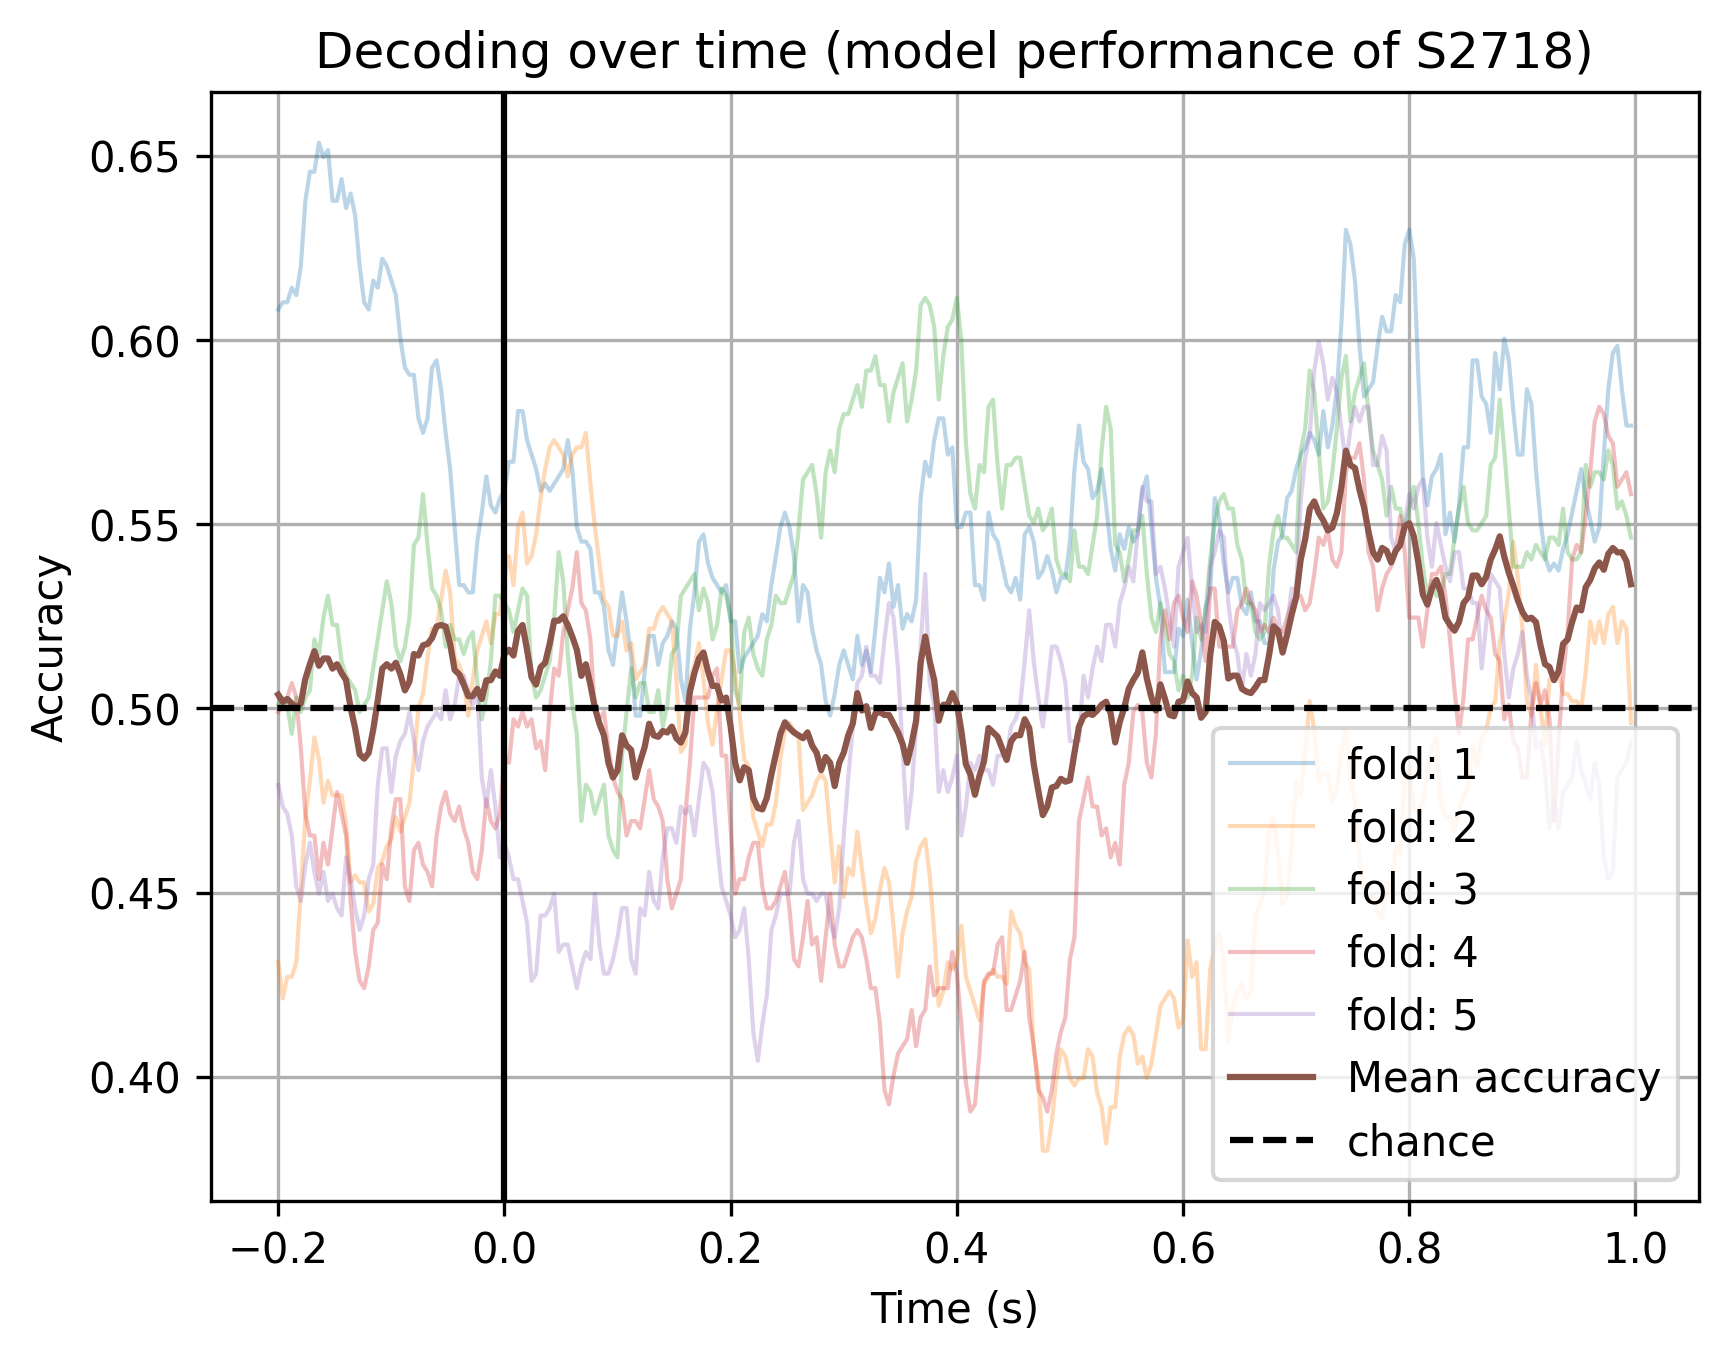 Decoding over time (model performance of S2718)
Accuracy
0.65
0.60
0.55
0.50
0.45
0.40
−0.2
0.0
0.2
0.4
0.6
0.8
1.0
Time (s)
fold: 1
fold: 2
fold: 3
fold: 4
fold: 5
Mean accuracy
chance